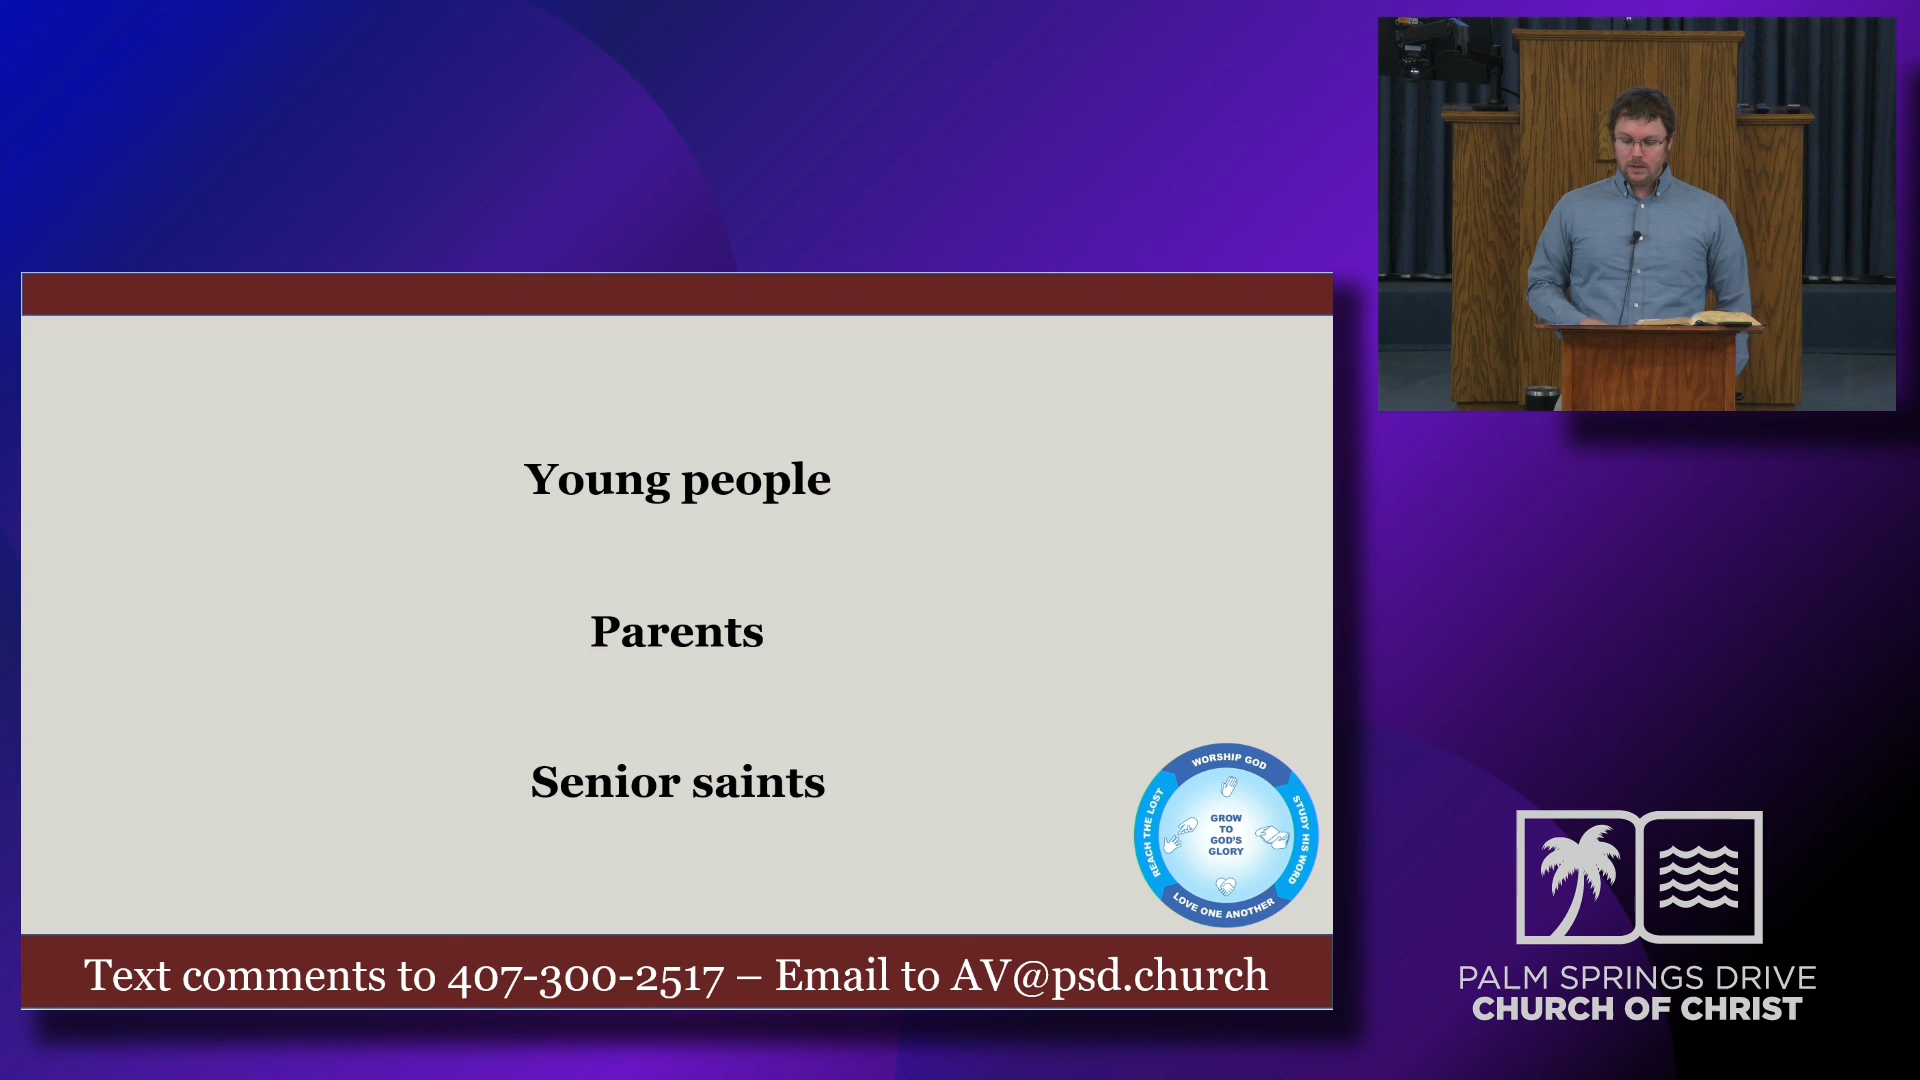 Young people
Parents
Senior saints
WORSHIP GOD
STUDY HIS WORD
LOVE ONE ANOTHER
REACH THE LOST
GROW
TO
GOD'S
GLORY
Text comments to 407-300-2517 – Email to AV@psd.church
PALM SPRINGS DRIVE
CHURCH OF CHRIST